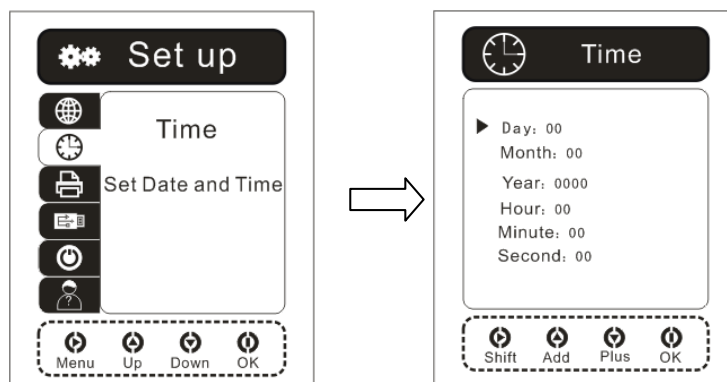 Set up
Time
Set Date and Time
Menu Up Down OK
Time
Day: 00
Month: 00
Year: 0000
Hour: 00
Minute: 00
Second: 00
Shift Add Plus OK